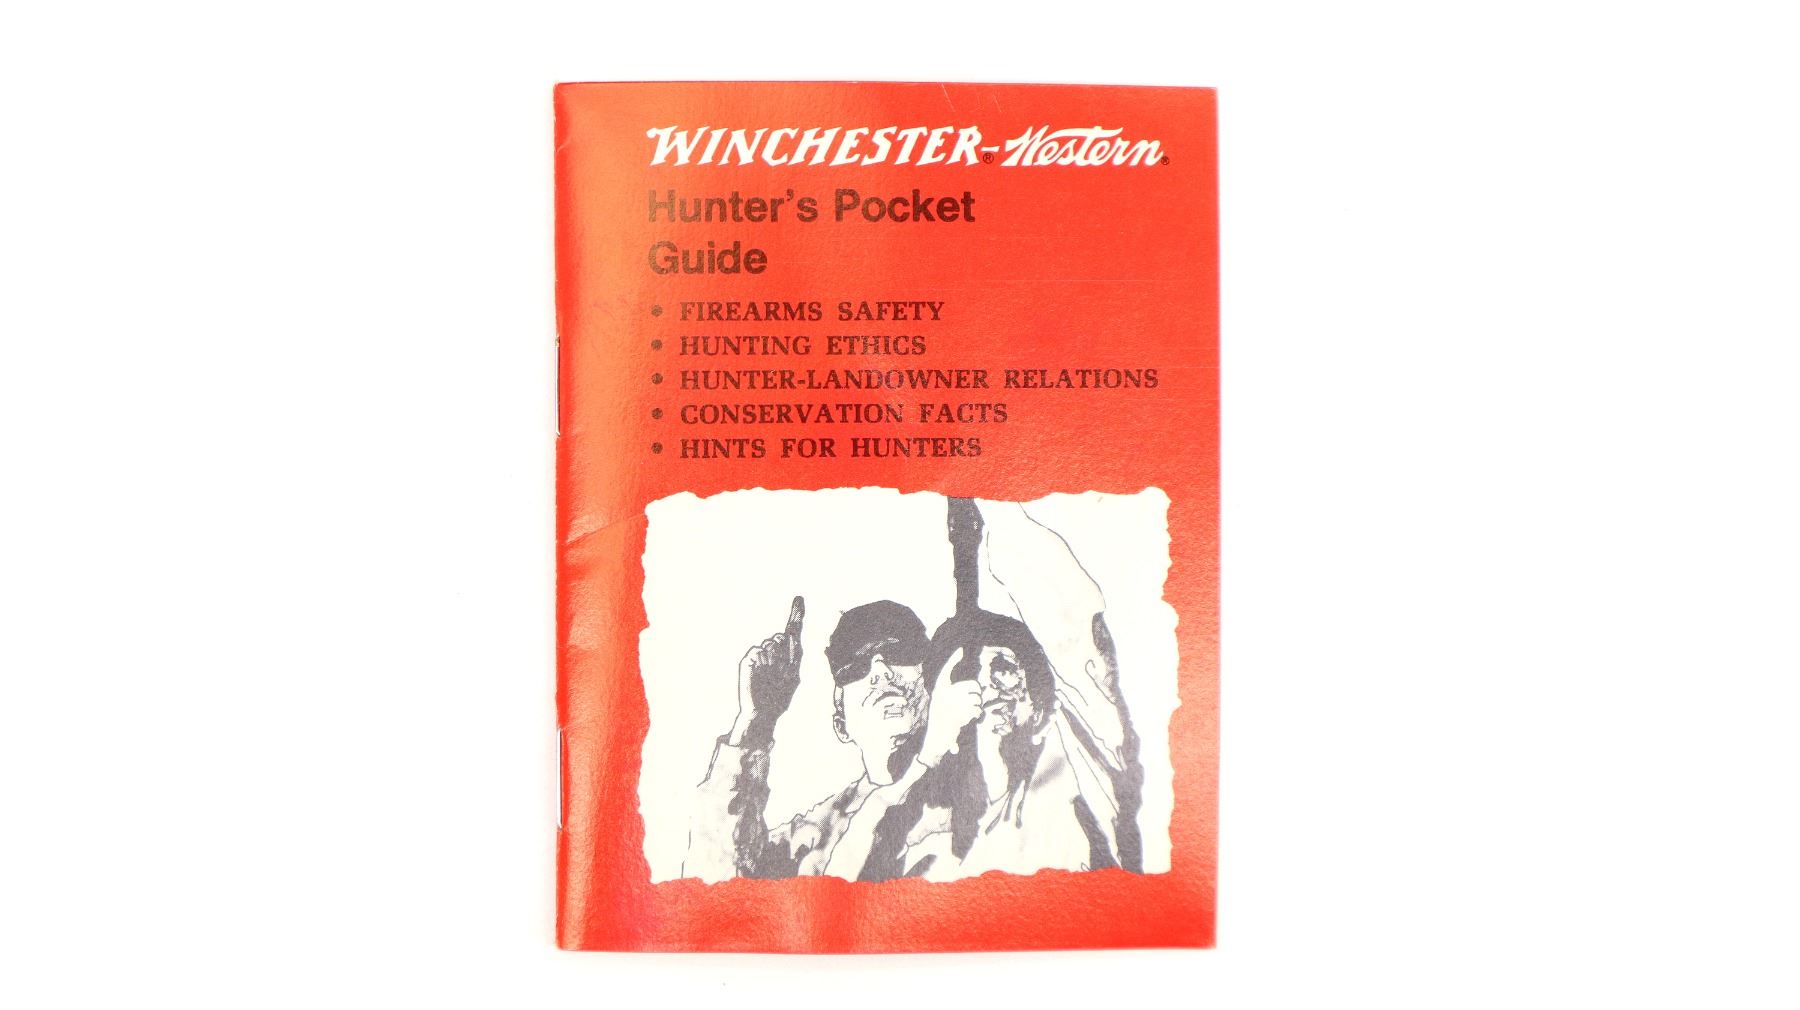 WINCHESTER®-Western®
Hunter's Pocket
Guide
• FIREARMS SAFETY
• HUNTING ETHICS
• HUNTER-LANDOWNER RELATIONS
• CONSERVATION FACTS
• HINTS FOR HUNTERS